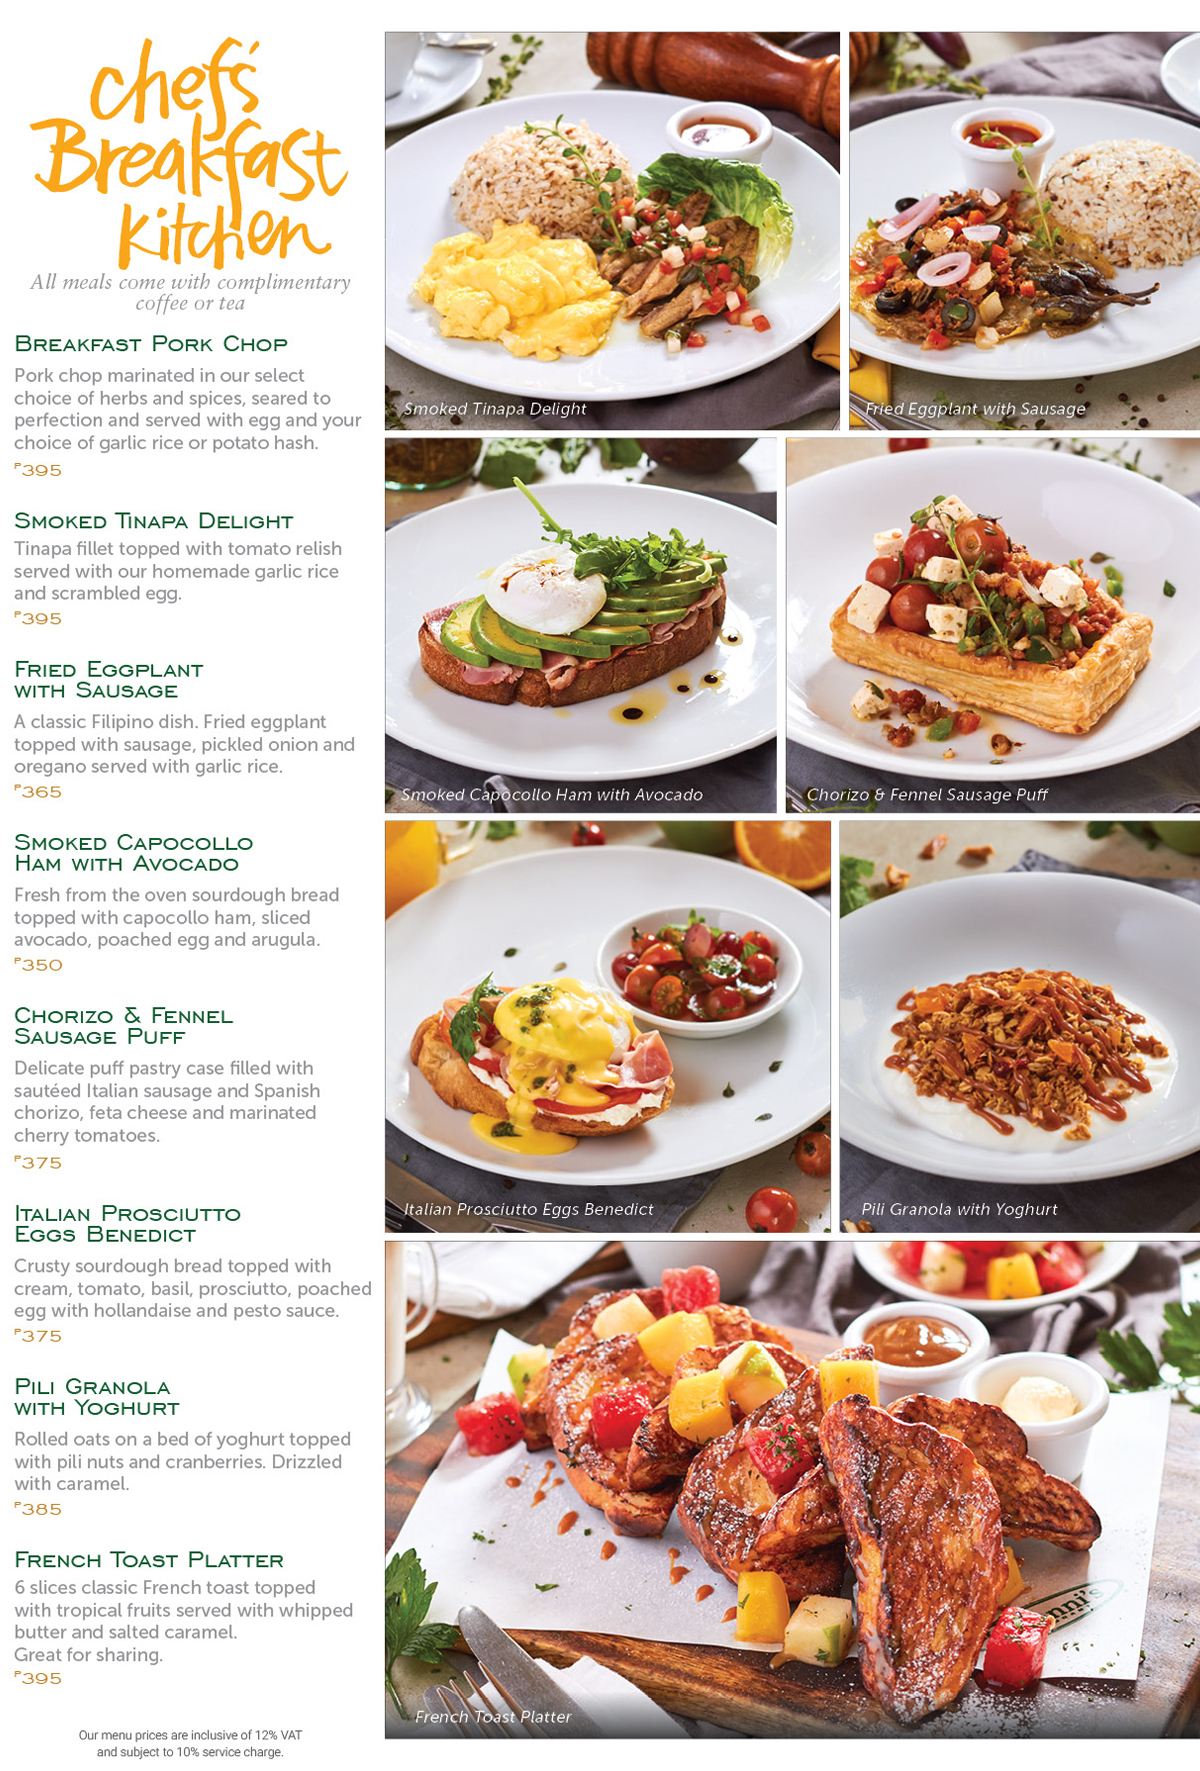 chefs'
Breakfast
kitchen
All meals come with complimentary
coffee or tea
BREAKFAST PORK CHOP
Pork chop marinated in our select
choice of herbs and spices, seared to
perfection and served with egg and your
choice of garlic rice or potato hash.
₱395
SMOKED TINAPA DELIGHT
Tinapa fillet topped with tomato relish
served with our homemade garlic rice
and scrambled egg.
₱395
FRIED EGGPLANT
WITH SAUSAGE
A classic Filipino dish. Fried eggplant
topped with sausage, pickled onion and
oregano served with garlic rice.
₱365
SMOKED CAPOCOLLO
HAM WITH AVOCADO
Fresh from the oven sourdough bread
topped with capocollo ham, sliced
avocado, poached egg and arugula.
₱350
CHORIZO & FENNEL
SAUSAGE PUFF
Delicate puff pastry case filled with
sautéed Italian sausage and Spanish
chorizo, feta cheese and marinated
cherry tomatoes.
₱375
ITALIAN PROSCIUTTO
EGGS BENEDICT
Crusty sourdough bread topped with
cream, tomato, basil, prosciutto, poached
egg with hollandaise and pesto sauce.
₱375
PILI GRANOLA
WITH YOGHURT
Rolled oats on a bed of yoghurt topped
with pili nuts and cranberries. Drizzled
with caramel.
₱385
FRENCH TOAST PLATTER
6 slices classic French toast topped
with tropical fruits served with whipped
butter and salted caramel.
Great for sharing.
₱395
Our menu prices are inclusive of 12% VAT
and subject to 10% service charge.
Smoked Tinapa Delight
Fried Eggplant with Sausage
Smoked Capocollo Ham with Avocado
Chorizo & Fennel Sausage Puff
Italian Prosciutto Eggs Benedict
Pili Granola with Yoghurt
nni's
French Toast Platter